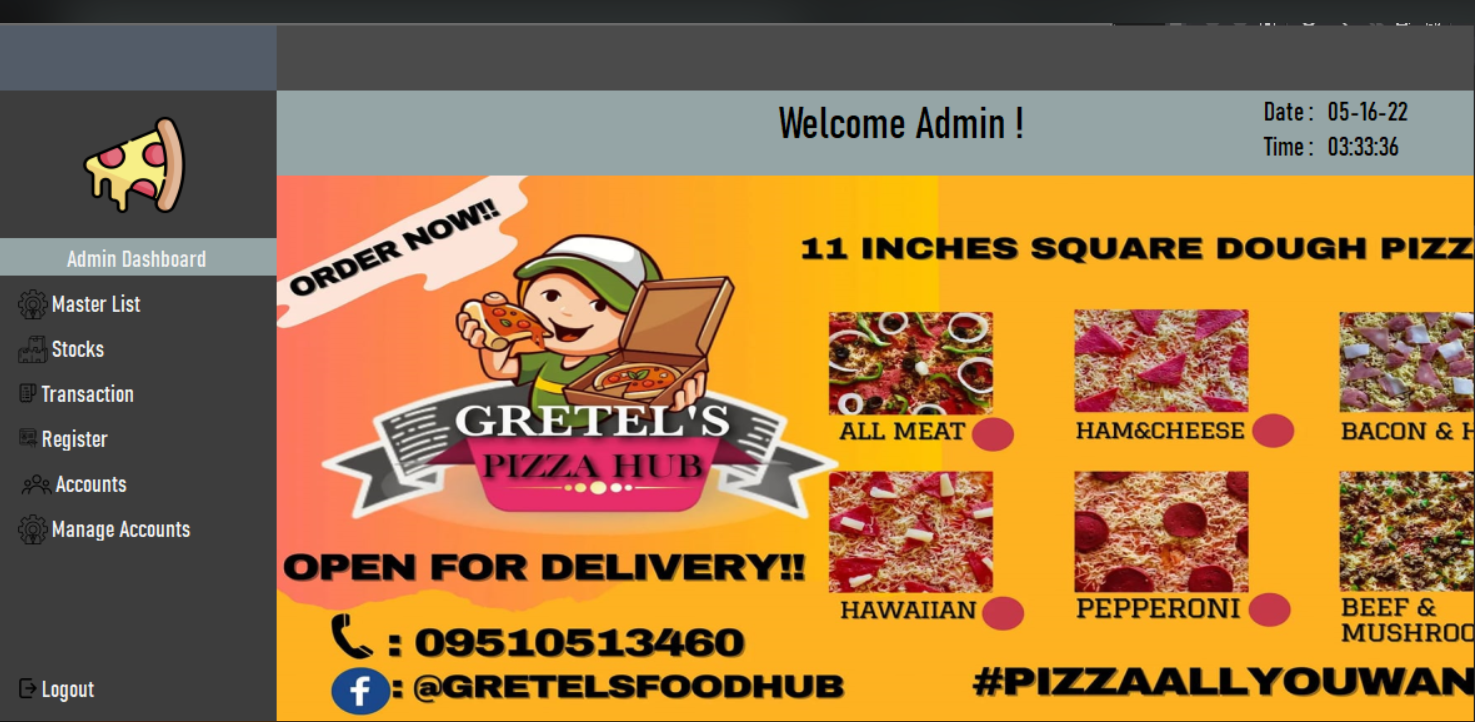 Welcome Admin !
Date : 05-16-22
Time : 03:33:36
Admin Dashboard
Master List
Stocks
Transaction
Register
Accounts
Manage Accounts
Logout
ORDER NOW!!
GRETEL'S
PIZZA HUB
OPEN FOR DELIVERY!!
: 09510513460
f : @GRETELSFOODHUB
11 INCHES SQUARE DOUGH PIZZ
ALL MEAT
HAM&CHEESE
BACON & H
HAWAIIAN
PEPPERONI
BEEF &
MUSHROO
#PIZZAALLYOUWAN